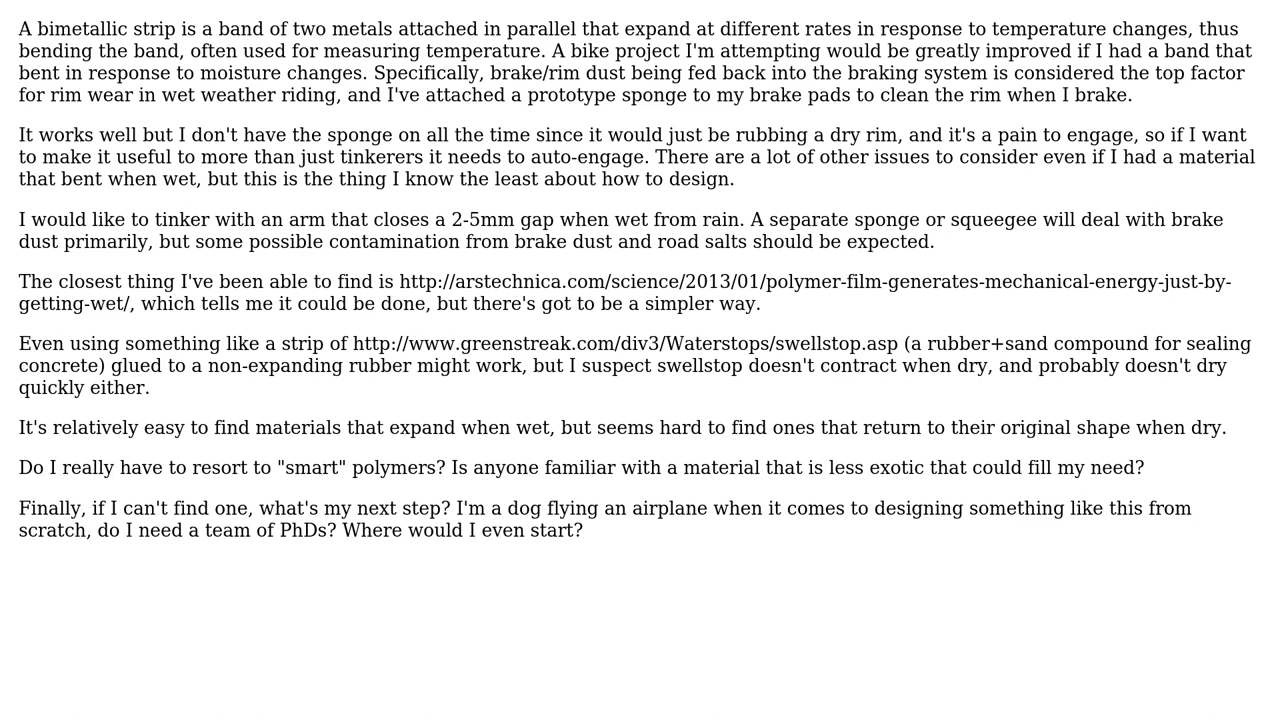 A bimetallic strip is a band of two metals attached in parallel that expand at different rates in response to temperature changes, thus
bending the band, often used for measuring temperature. A bike project I'm attempting would be greatly improved if I had a band that
bent in response to moisture changes. Specifically, brake/rim dust being fed back into the braking system is considered the top factor
for rim wear in wet weather riding, and I've attached a prototype sponge to my brake pads to clean the rim when I brake.
It works well but I don't have the sponge on all the time since it would just be rubbing a dry rim, and it's a pain to engage, so if I want
to make it useful to more than just tinkerers it needs to auto-engage. There are a lot of other issues to consider even if I had a material
that bent when wet, but this is the thing I know the least about how to design.
I would like to tinker with an arm that closes a 2-5mm gap when wet from rain. A separate sponge or squeegee will deal with brake
dust primarily, but some possible contamination from brake dust and road salts should be expected.
The closest thing I've been able to find is http://arstechnica.com/science/2013/01/polymer-film-generates-mechanical-energy-just-by-
getting-wet/, which tells me it could be done, but there's got to be a simpler way.
Even using something like a strip of http://www.greenstreak.com/div3/Waterstops/swellstop.asp (a rubber+sand compound for sealing
concrete) glued to a non-expanding rubber might work, but I suspect swellstop doesn't contract when dry, and probably doesn't dry
quickly either.
It's relatively easy to find materials that expand when wet, but seems hard to find ones that return to their original shape when dry.
Do I really have to resort to "smart" polymers? Is anyone familiar with a material that is less exotic that could fill my need?
Finally, if I can't find one, what's my next step? I'm a dog flying an airplane when it comes to designing something like this from
scratch, do I need a team of PhDs? Where would I even start?